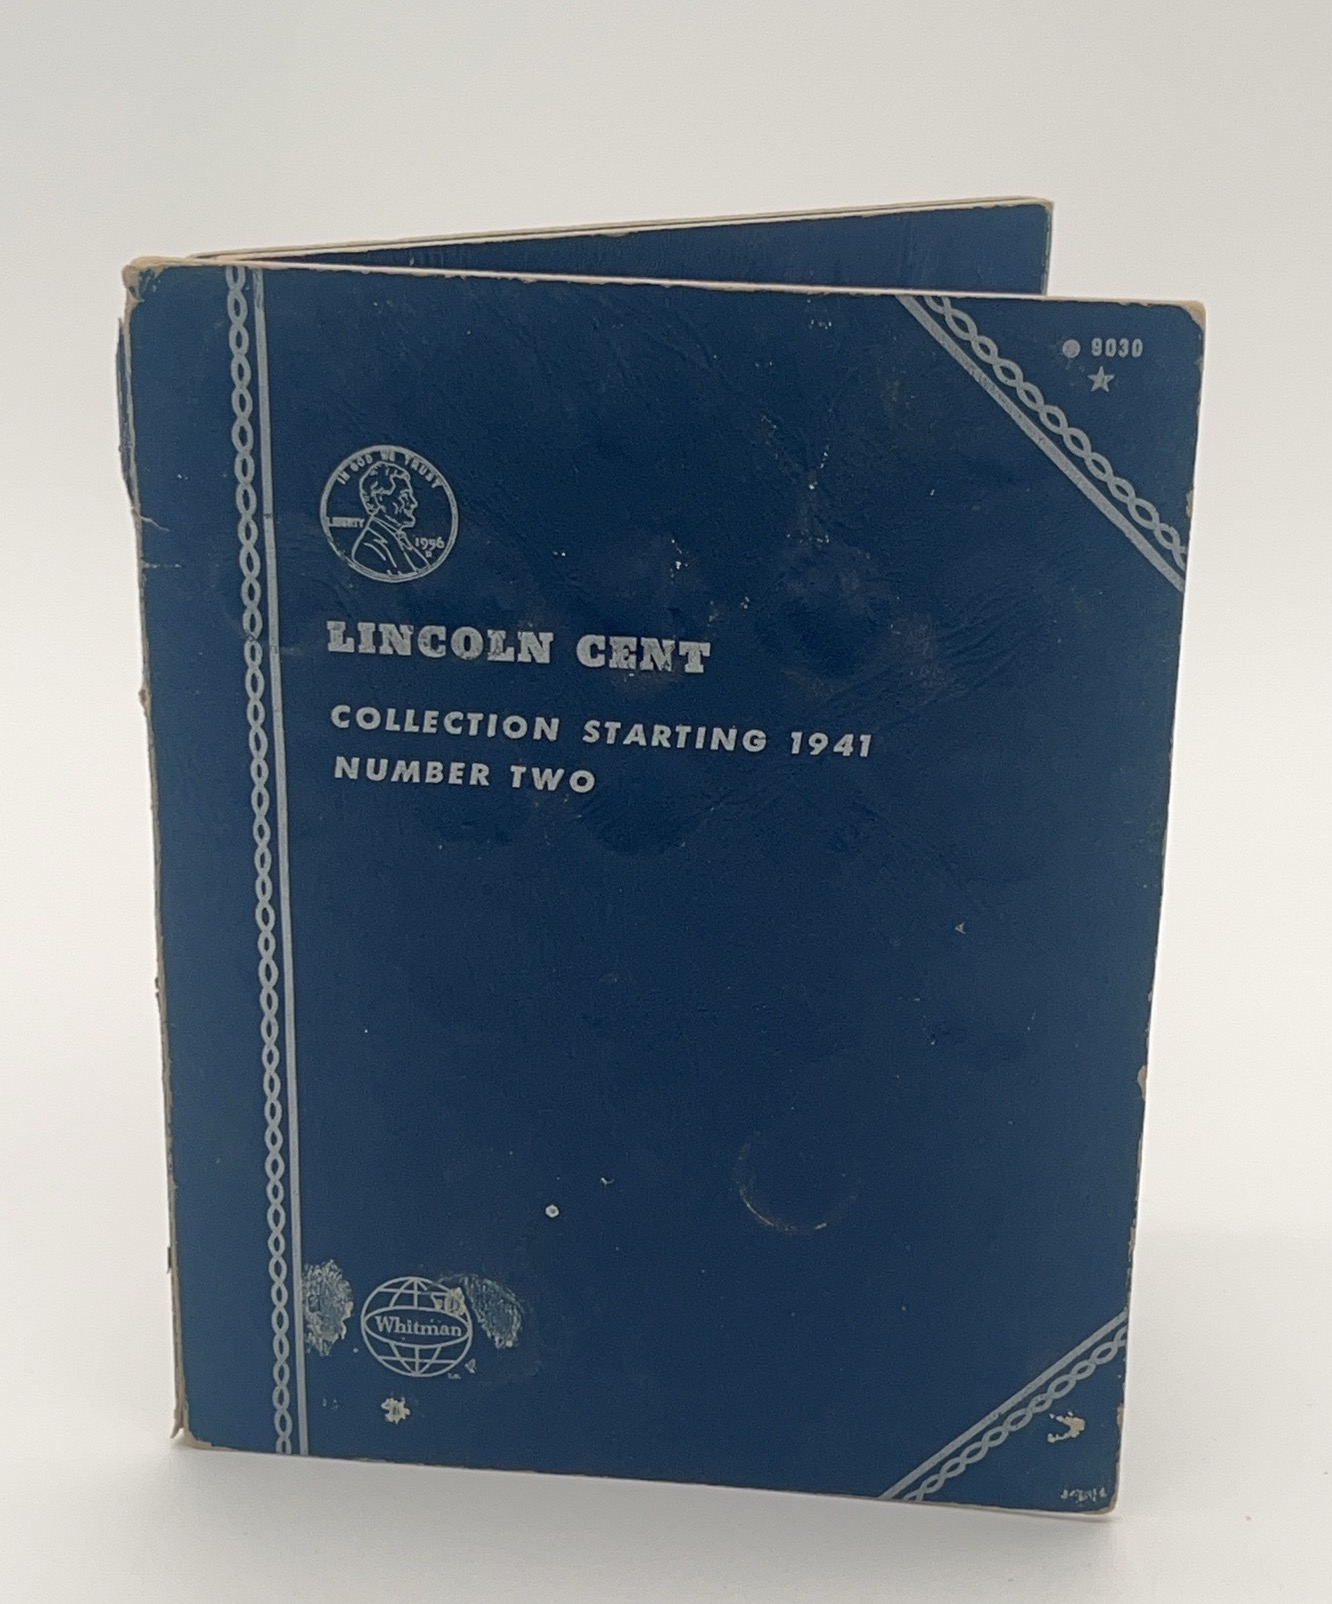 9030
IN GOD WE TRUST
LIBERTY
1956
D
LINCOLN CENT
COLLECTION STARTING 1941
NUMBER TWO
Whitman